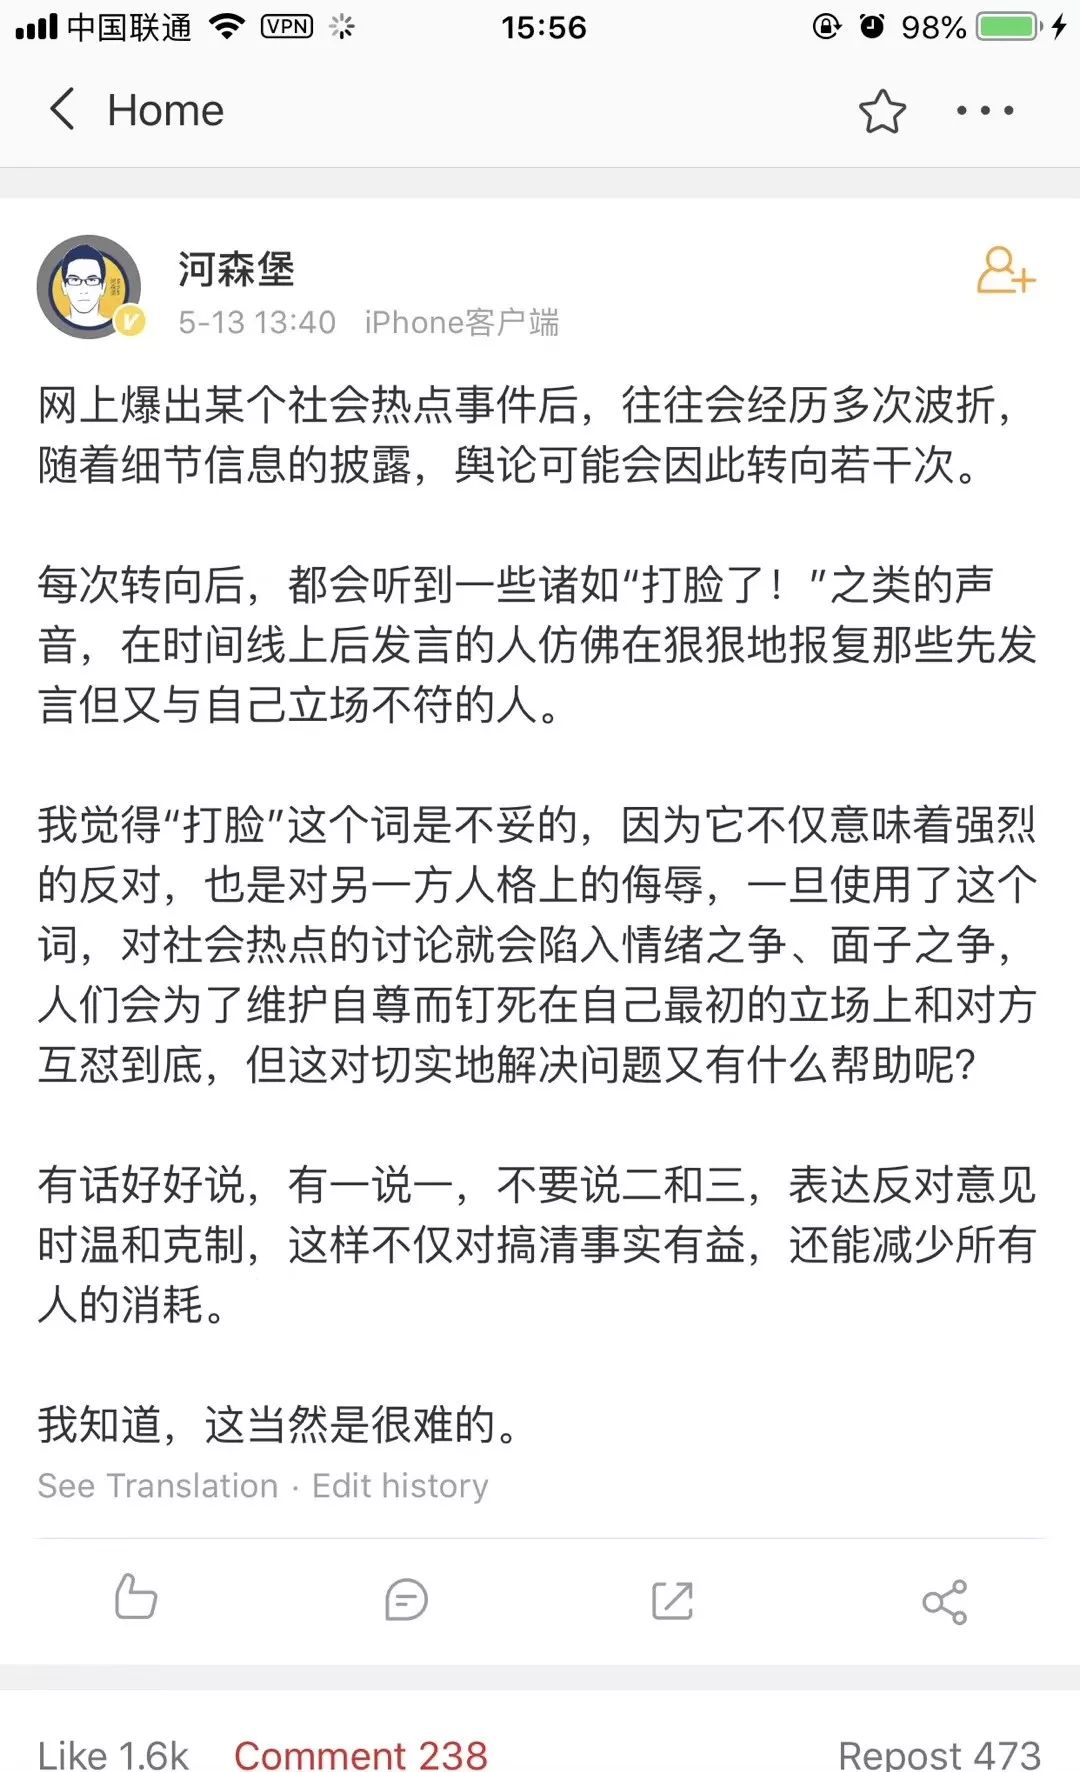 中国联通 VPN 15:56 98%
Home
河森堡
5-13 13:40 iPhone客户端
网上爆出某个社会热点事件后，往往会经历多次波折，
随着细节信息的披露，舆论可能会因此转向若干次。
每次转向后，都会听到一些诸如“打脸了！”之类的声
音，在时间线上后发言的人仿佛在狠狠地报复那些先发
言但又与自己立场不符的人。
我觉得“打脸”这个词是不妥的，因为它不仅意味着强烈
的反对，也是对另一方人格上的侮辱，一旦使用了这个
词，对社会热点的讨论就会陷入情绪之争、面子之争，
人们会为了维护自尊而钉死在自己最初的立场上和对方
互怼到底，但这对切实地解决问题又有什么帮助呢？
有话好好说，有一说一，不要说二和三，表达反对意见
时温和克制，这样不仅对搞清事实有益，还能减少所有
人的消耗。
我知道，这当然是很难的。
See Translation · Edit history
Like 1.6k Comment 238 Repost 473